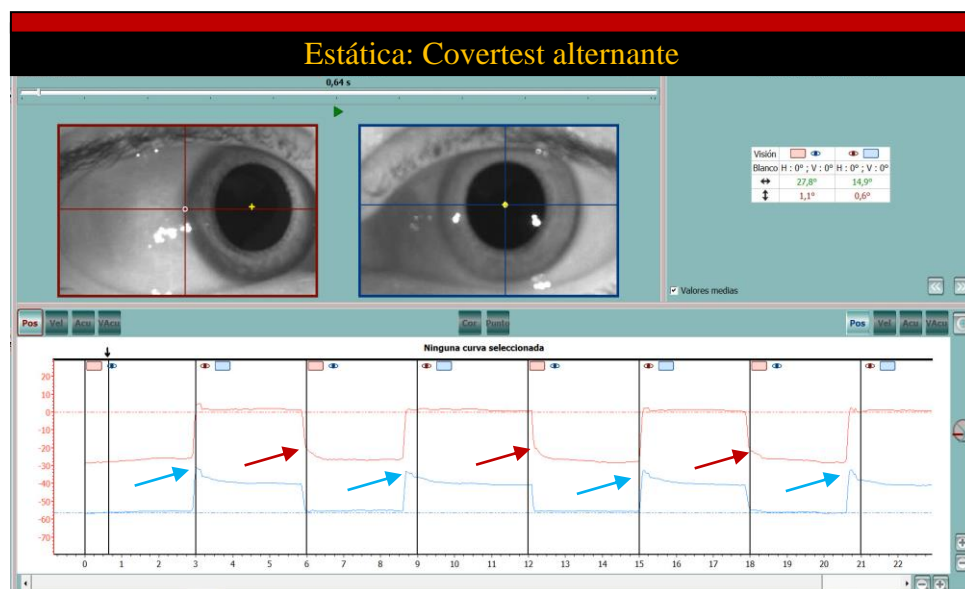 Estática: Covertest alternante
0,64 s
Visión
Blanco H : 0° ; V : 0° H : 0° ; V : 0°
27,8° 14,9°
1,1° 0,6°
Valores medias
Pos Vel Acu VAcu Cor Punto Pos Vel Acu VAcu
Ninguna curva seleccionada
20
10
0
-10
-20
-30
-40
-50
-60
-70
0 1 2 3 4 5 6 7 8 9 10 11 12 13 14 15 16 17 18 19 20 21 22